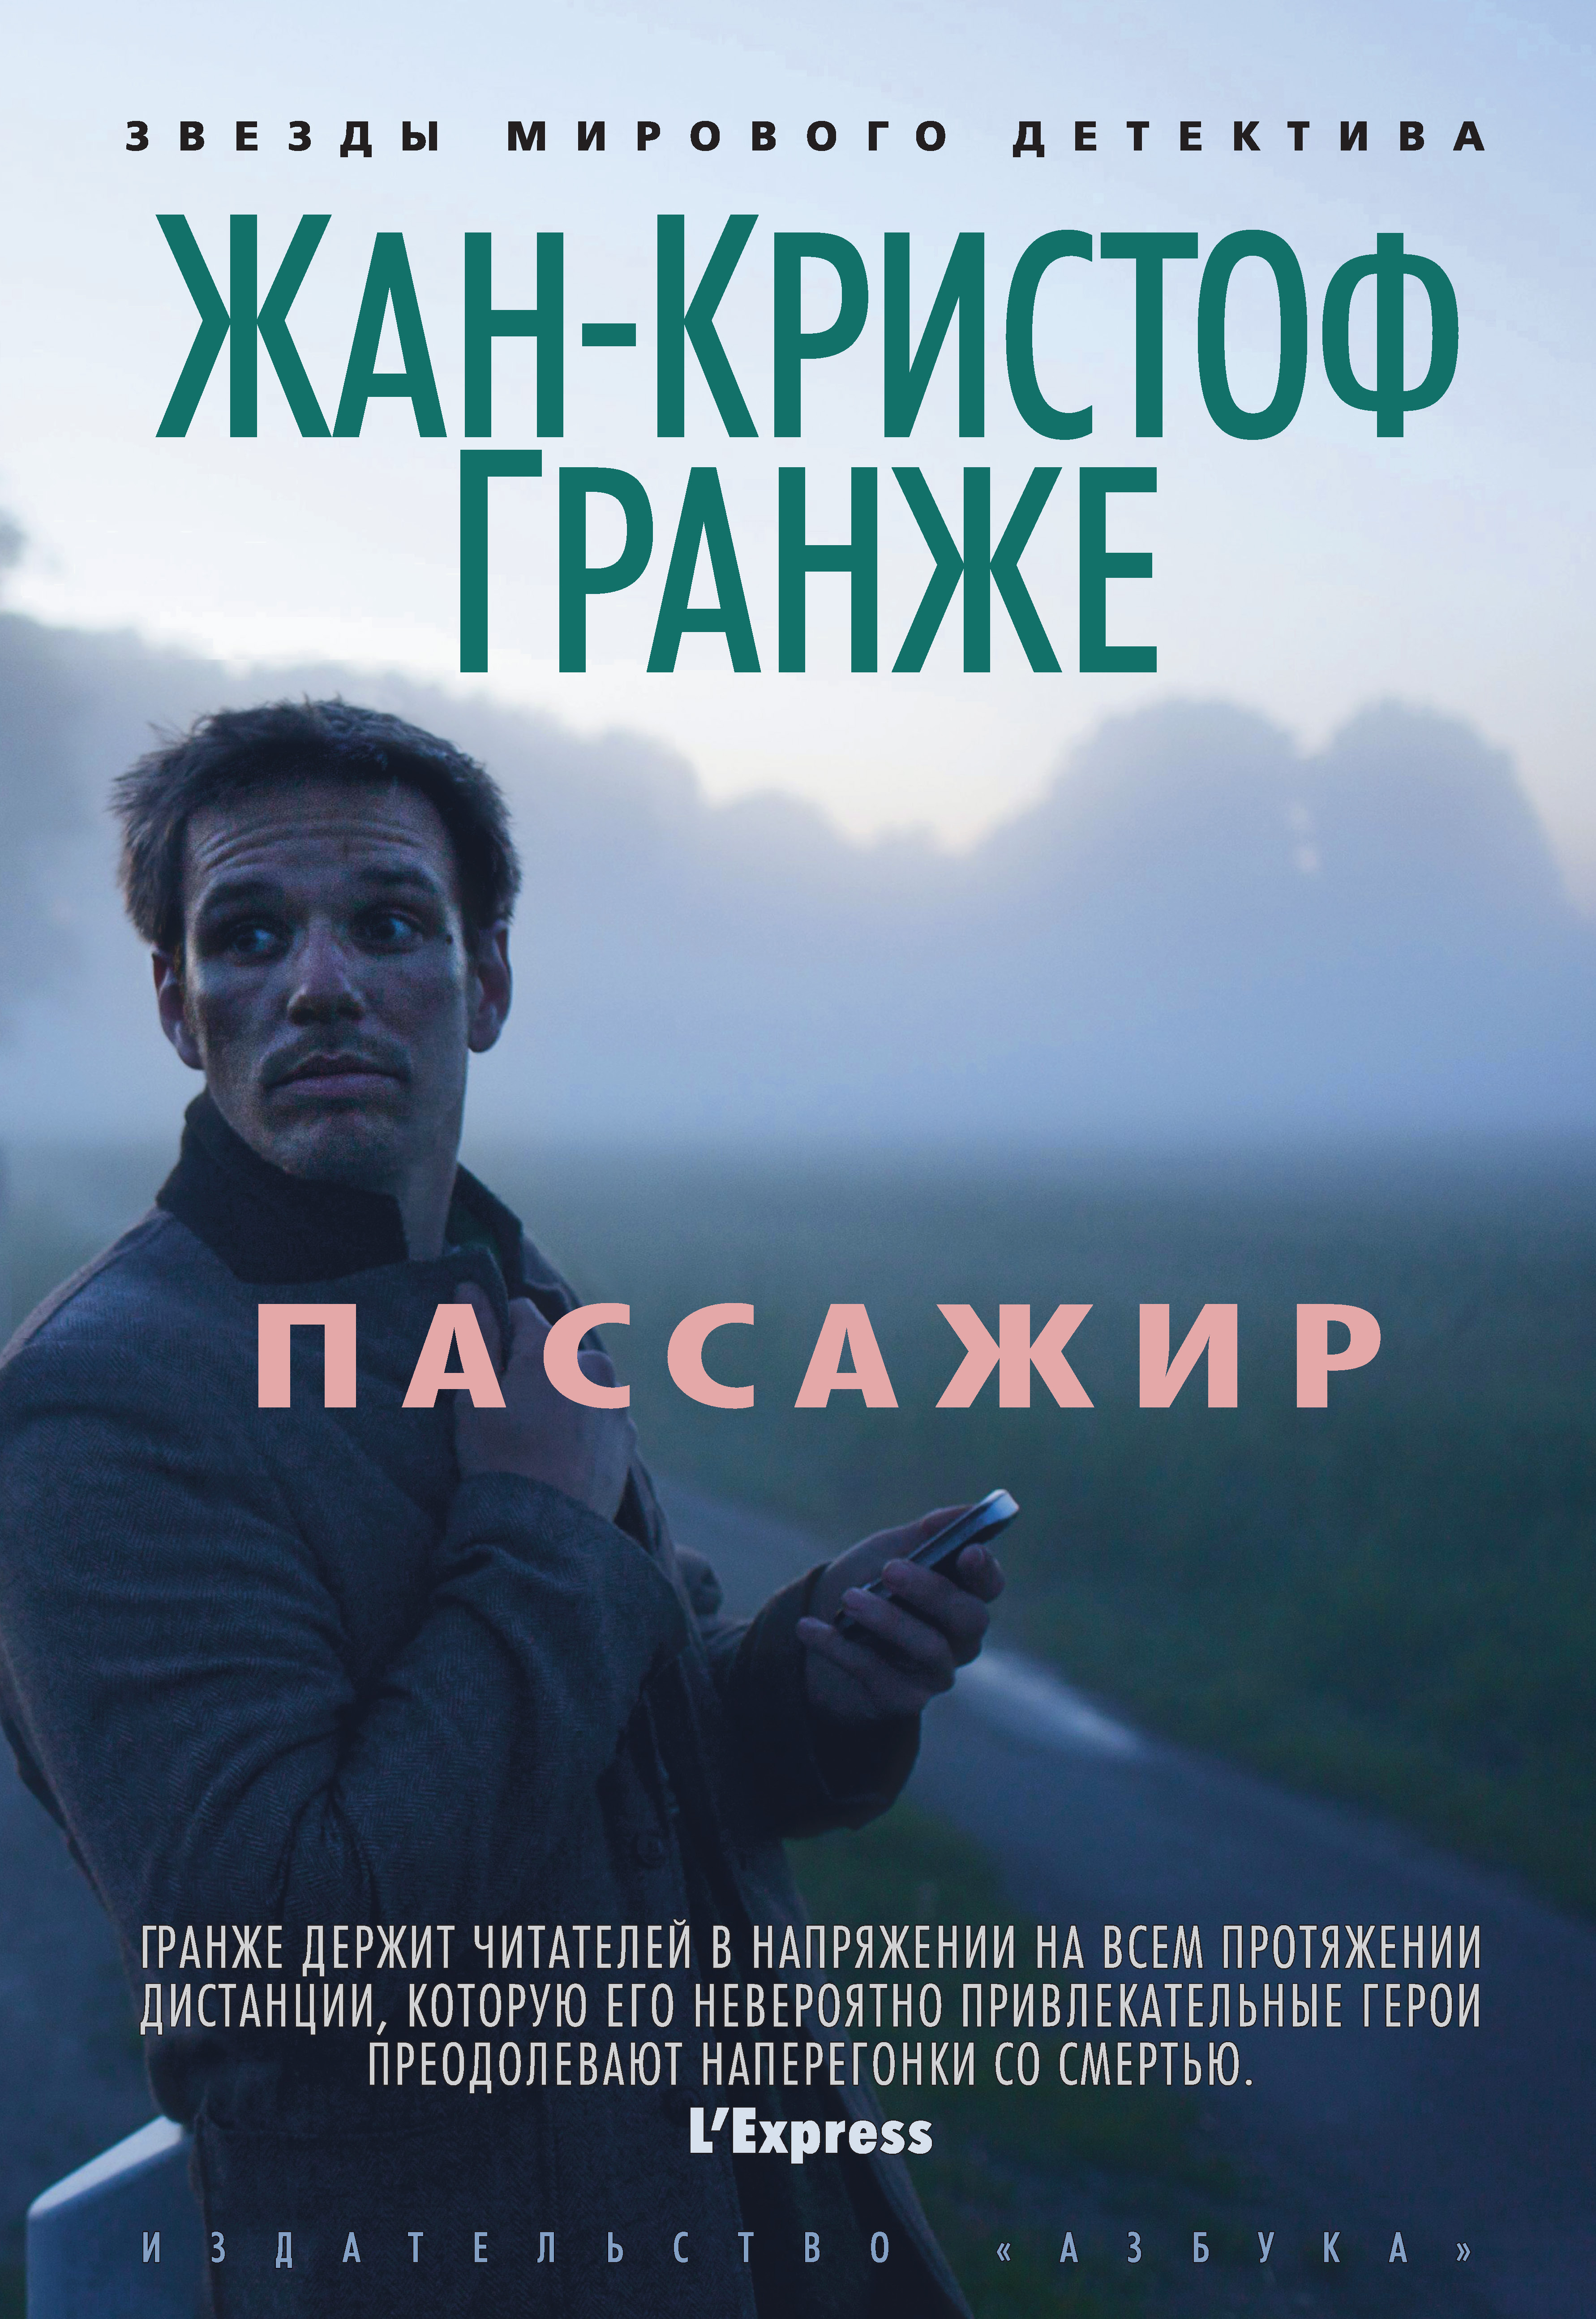 ЗВЕЗДЫ МИРОВОГО ДЕТЕКТИВА
ЖАН-КРИСТОФ
ГРАНЖЕ
ПАССАЖИР
ГРАНЖЕ ДЕРЖИТ ЧИТАТЕЛЕЙ В НАПРЯЖЕНИИ НА ВСЕМ ПРОТЯЖЕНИИ
ДИСТАНЦИИ, КОТОРУЮ ЕГО НЕВЕРОЯТНО ПРИВЛЕКАТЕЛЬНЫЕ ГЕРОИ
ПРЕОДОЛЕВАЮТ НАПЕРЕГОНКИ СО СМЕРТЬЮ.
L’Express
ИЗДАТЕЛЬСТВО «АЗБУКА»